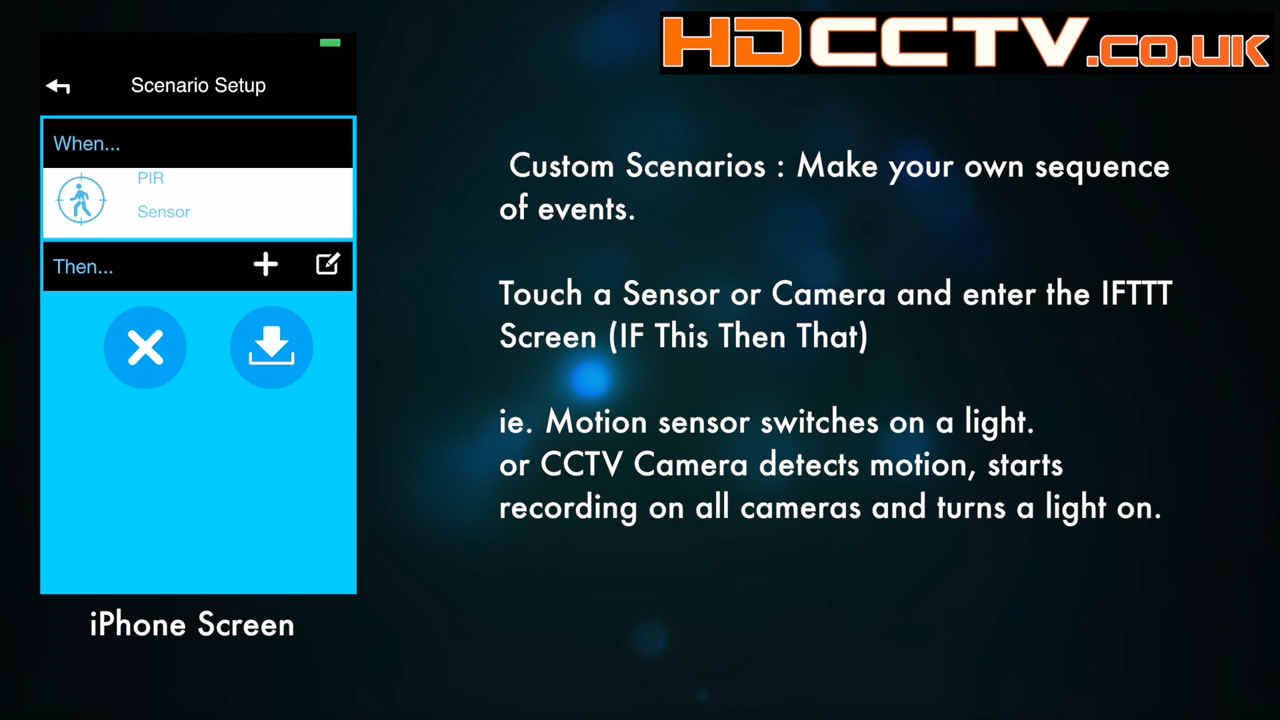 HDCCTV.co.uk
Scenario Setup
When...
PIR
Sensor
Then...
iPhone Screen
Custom Scenarios : Make your own sequence
of events.
Touch a Sensor or Camera and enter the IFTTT
Screen (IF This Then That)
ie. Motion sensor switches on a light.
or CCTV Camera detects motion, starts
recording on all cameras and turns a light on.